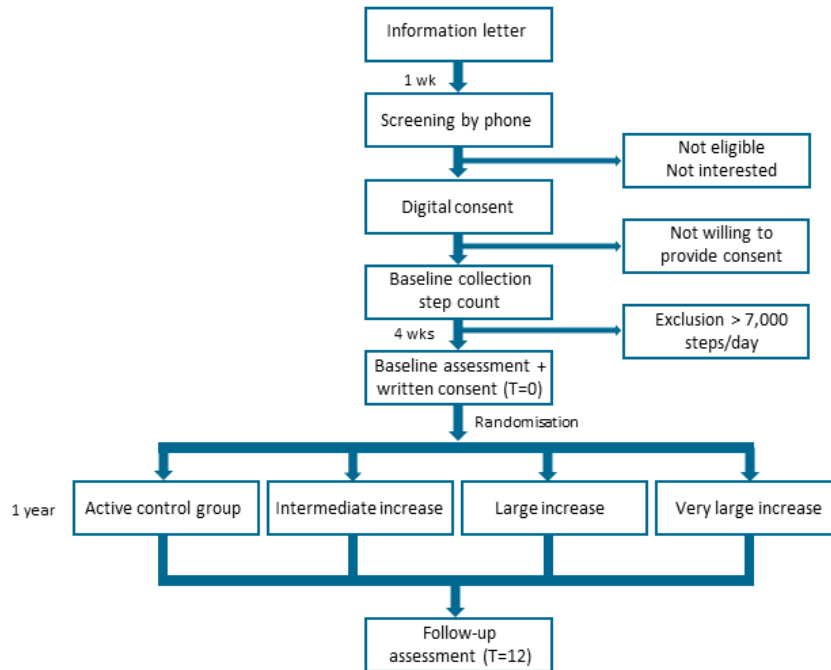 Information letter
1 wk
Screening by phone
Not eligible
Not interested
Digital consent
Not willing to
provide consent
Baseline collection
step count
4 wks
Exclusion > 7,000
steps/day
Baseline assessment +
written consent (T=0)
Randomisation
1 year
Active control group
Intermediate increase
Large increase
Very large increase
Follow-up
assessment (T=12)